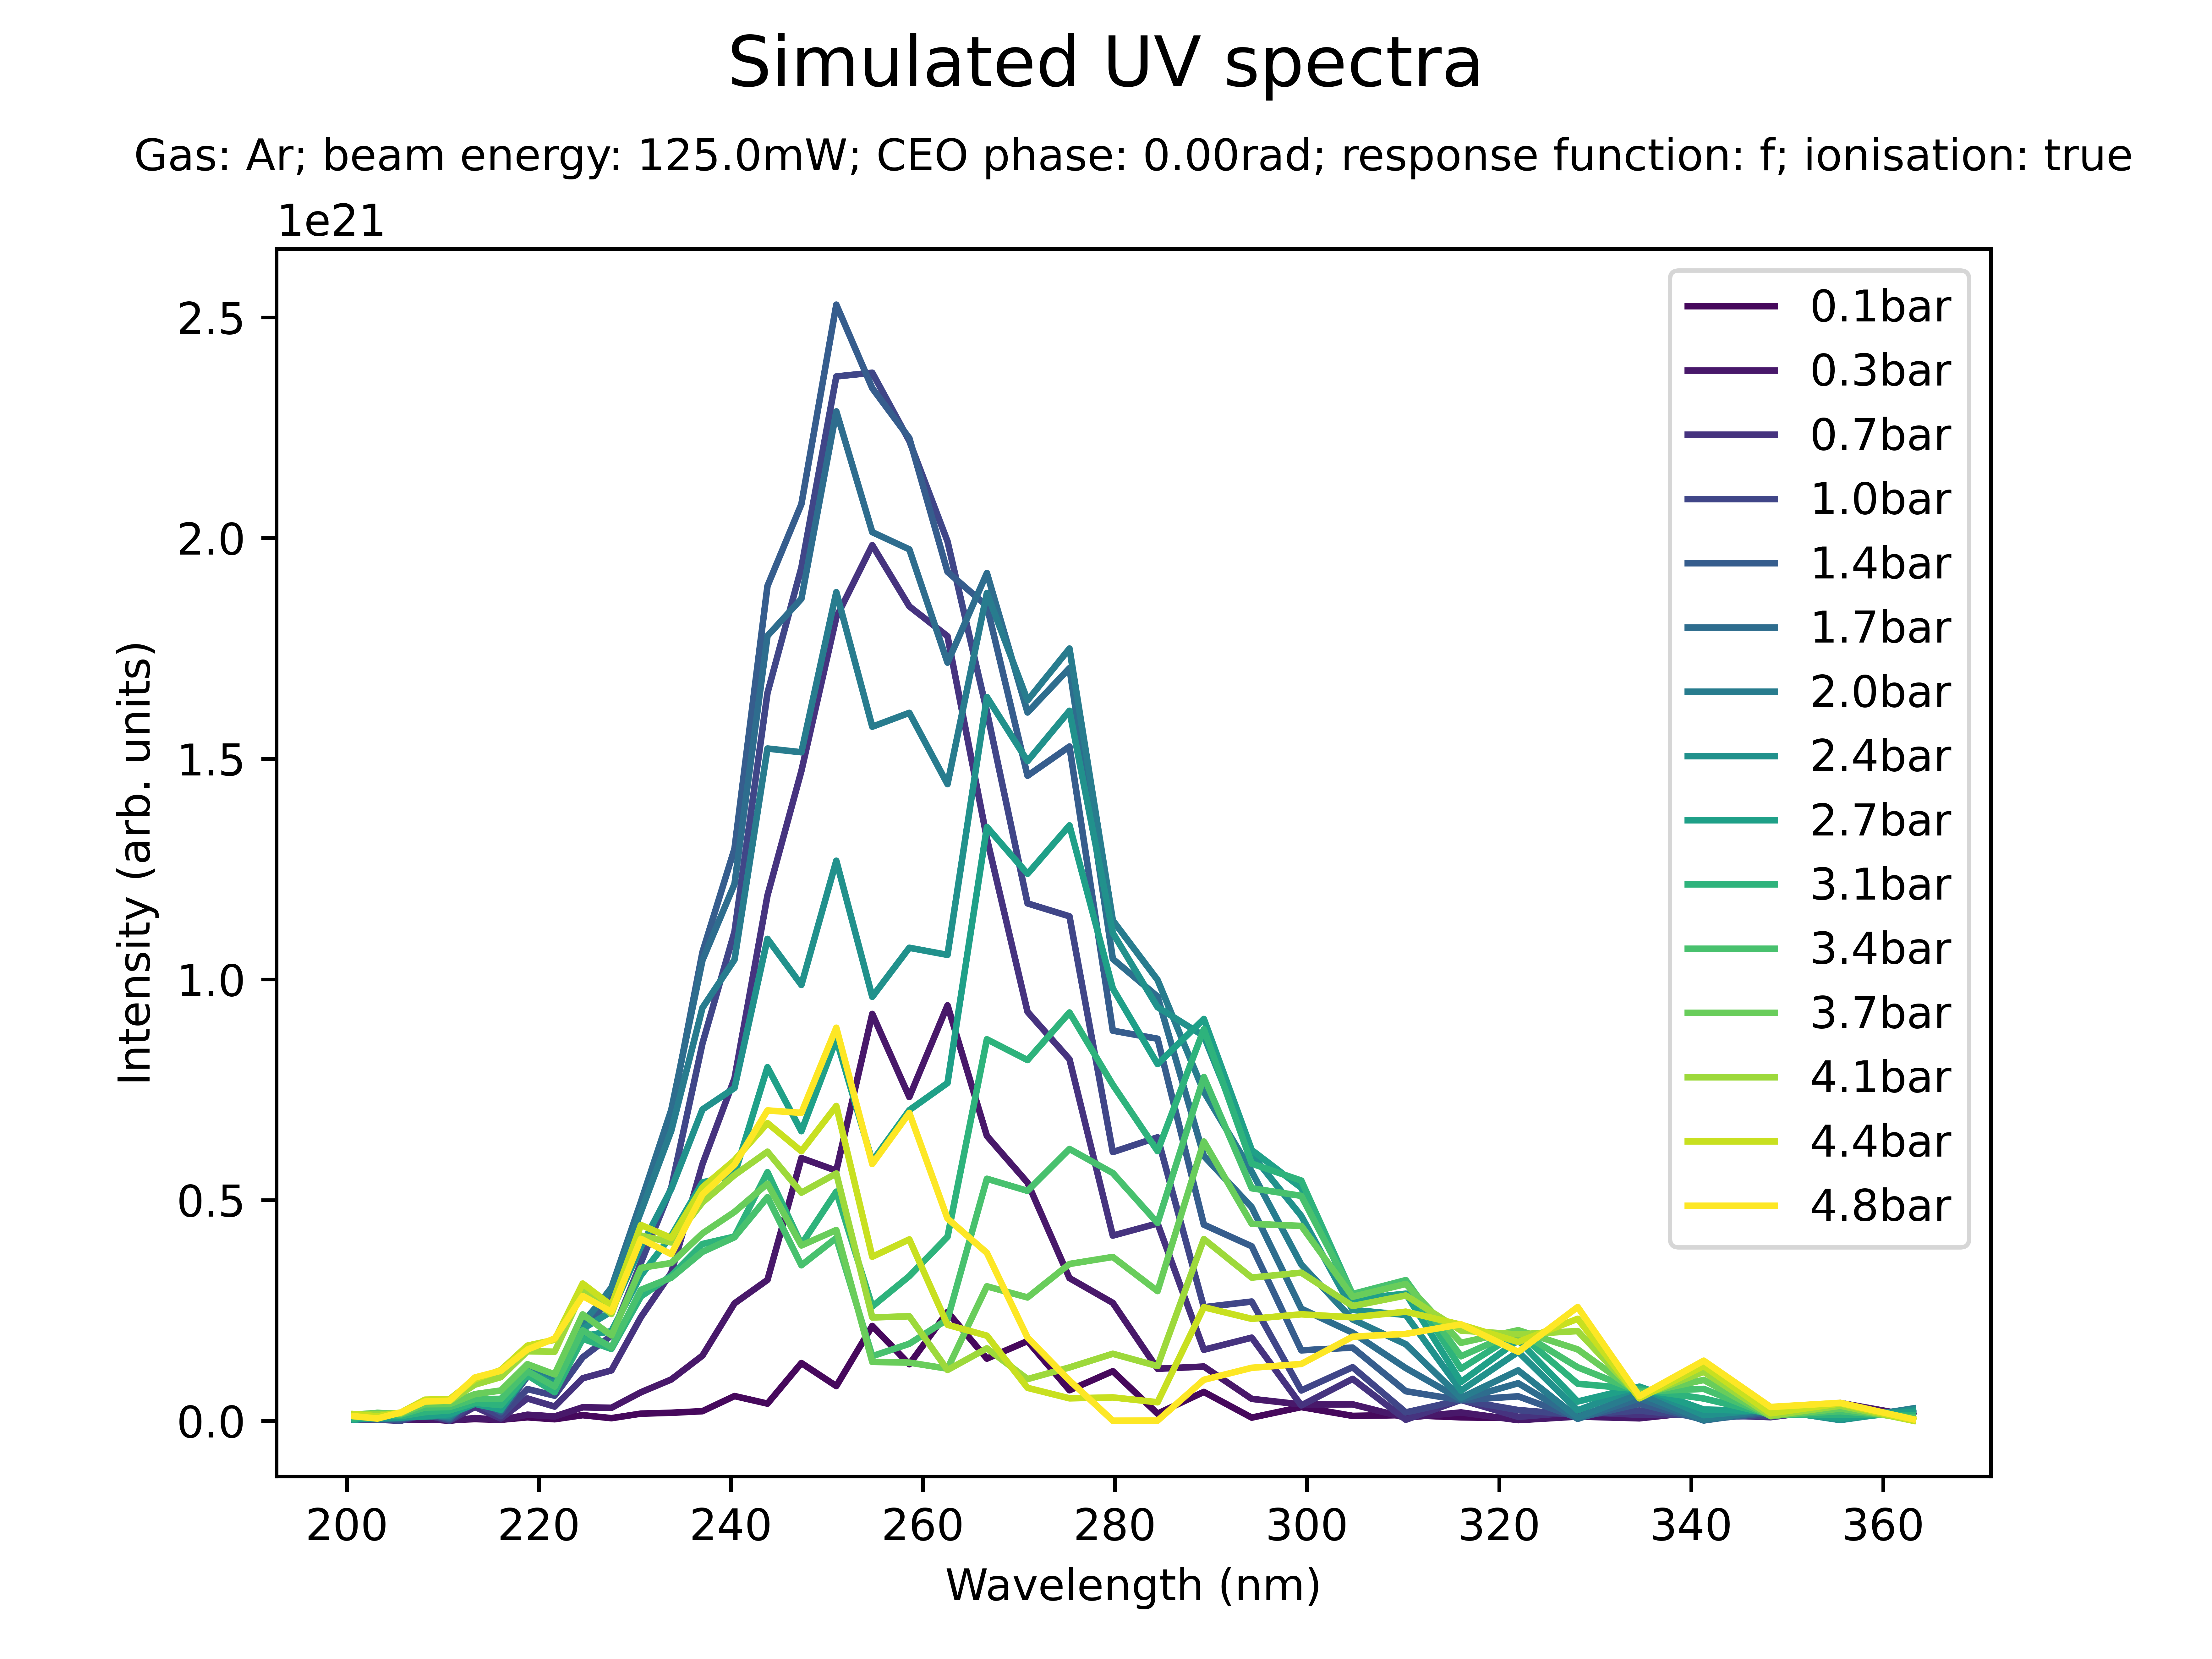 Simulated UV spectra
Gas: Ar; beam energy: 125.0mW; CEO phase: 0.00rad; response function: f; ionisation: true
1e21
2.5
2.0
1.5
1.0
0.5
0.0
Intensity (arb. units)
200 220 240 260 280 300 320 340 360
Wavelength (nm)
0.1bar
0.3bar
0.7bar
1.0bar
1.4bar
1.7bar
2.0bar
2.4bar
2.7bar
3.1bar
3.4bar
3.7bar
4.1bar
4.4bar
4.8bar